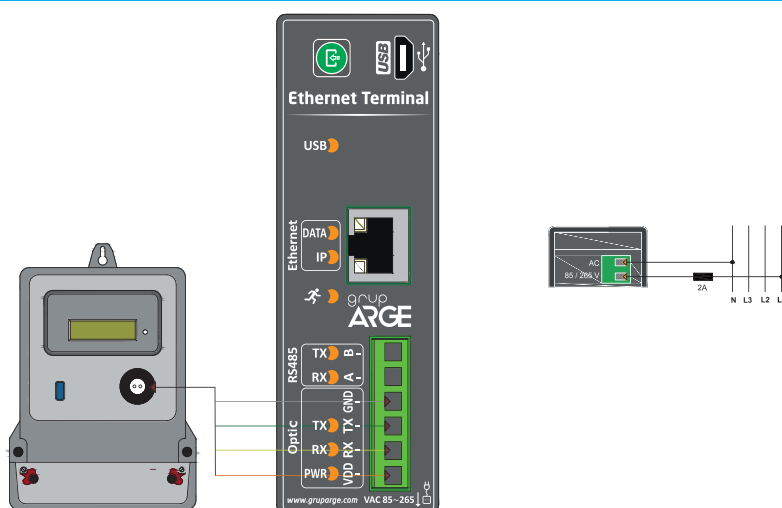 USB
Ethernet Terminal
USB
Ethernet
DATA
IP
grup
ARGE
RS485
TX B -
RX A -
Optic
GND
TX TX
RX RX
PWR VDD
www.gruparge.com VAC 85~265
AC
85 / 265 V
2A
N L3 L2